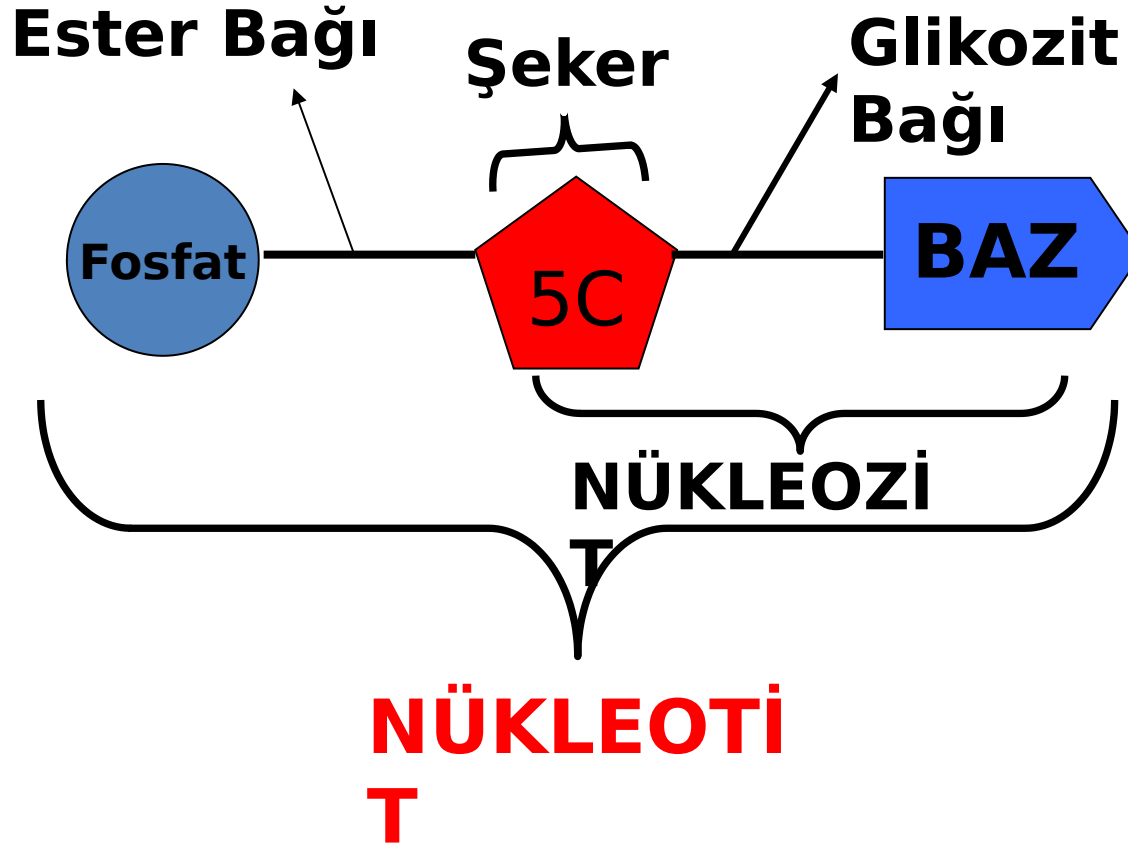 Ester Bağı
Şeker
Glikozit
Bağı
Fosfat
5C
BAZ
NÜKLEOZİ
T
NÜKLEOTİ
T